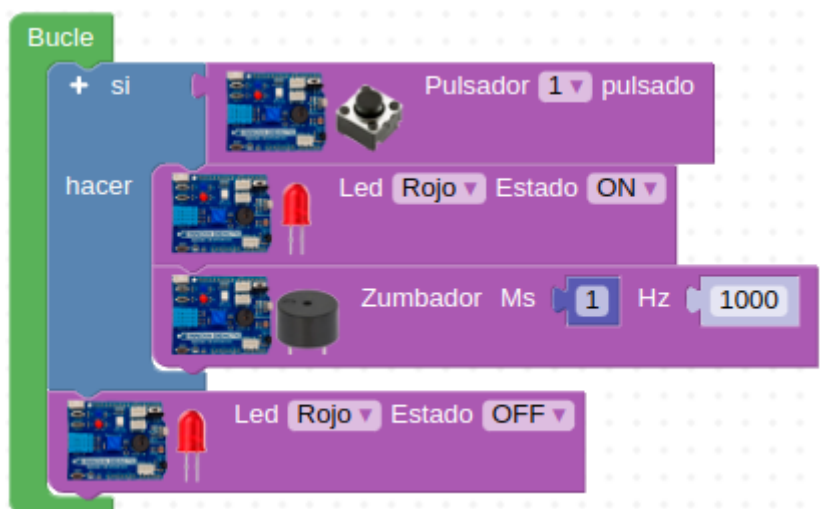 Bucle
+ si Pulsador 1 pulsado
hacer Led Rojo Estado ON
Zumbador Ms 1 Hz 1000
Led Rojo Estado OFF